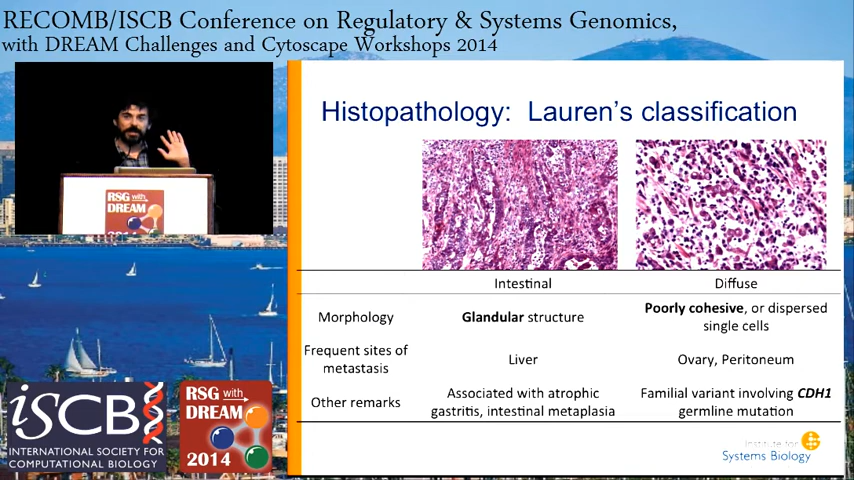 RECOMB/ISCB Conference on Regulatory & Systems Genomics,
with DREAM Challenges and Cytoscape Workshops 2014
RSG with
DREAM
Histopathology: Lauren's classification
Intestinal Diffuse
Morphology Glandular structure Poorly cohesive, or dispersed
single cells
Frequent sites of
metastasis Liver Ovary, Peritoneum
Other remarks Associated with atrophic
gastritis, intestinal metaplasia Familial variant involving CDH1
germline mutation
Institute for
Systems Biology
iSCB
INTERNATIONAL SOCIETY FOR
COMPUTATIONAL BIOLOGY
RSG with
DREAM
2014